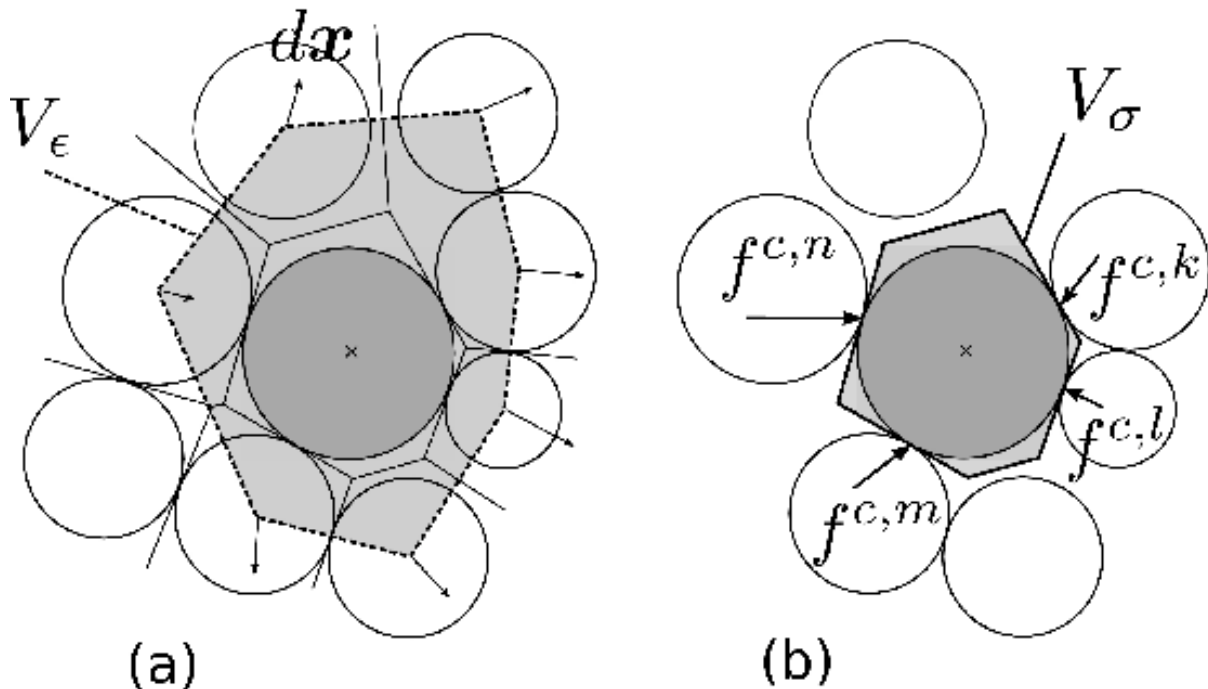 dx
V_ϵ
V_σ
f^{c,n}
f^{c,k}
f^{c,l}
f^{c,m}
(a)
(b)